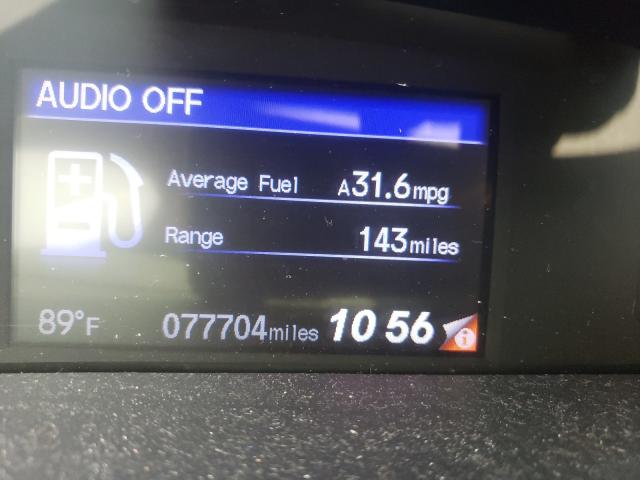 AUDIO OFF
Average Fuel A31.6mpg
Range 143miles
89°F 077704miles 10 56 i